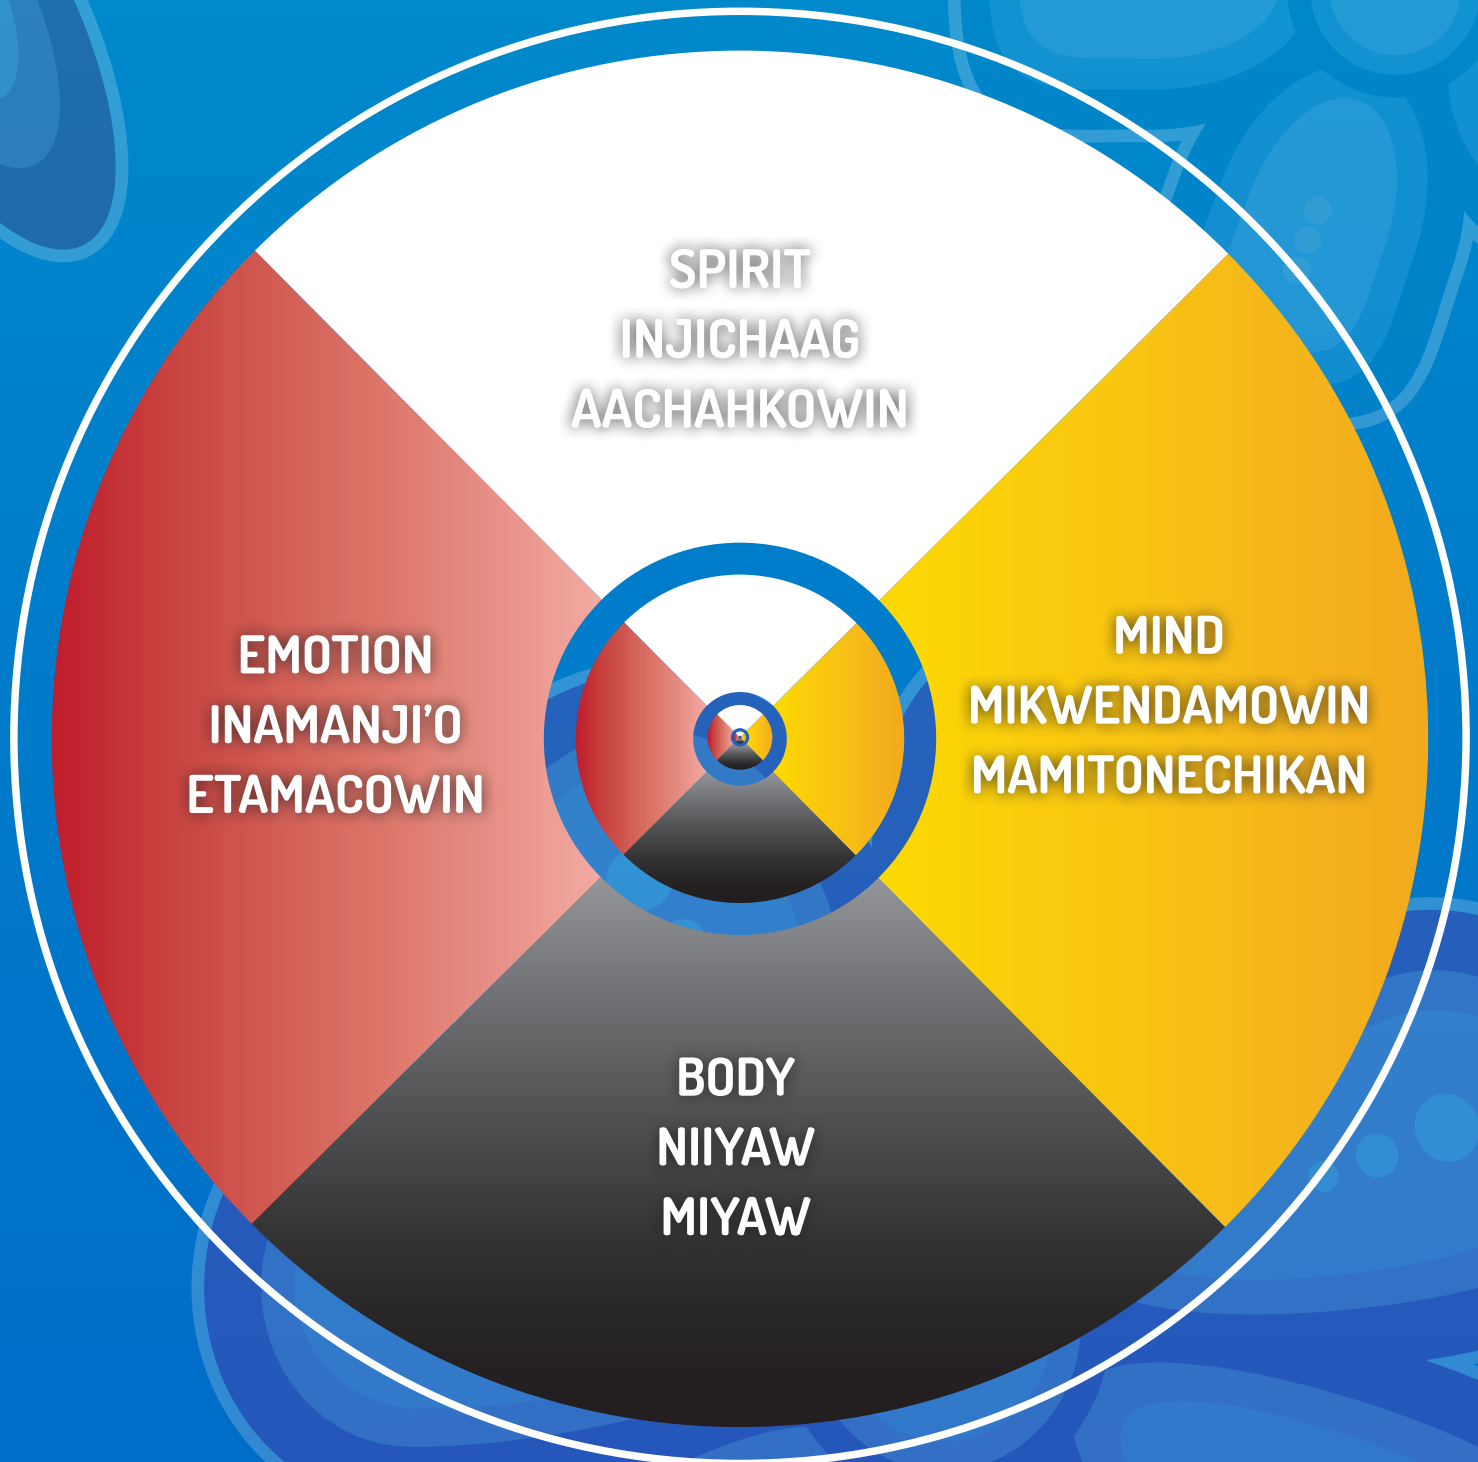 SPIRIT
INJICHAAG
AACHAHKOWIN
EMOTION
INAMANJI’O
ETAMACOWIN
MIND
MIKWENDAMOWIN
MAMITONECHIKAN
BODY
NIIYAW
MIYAW